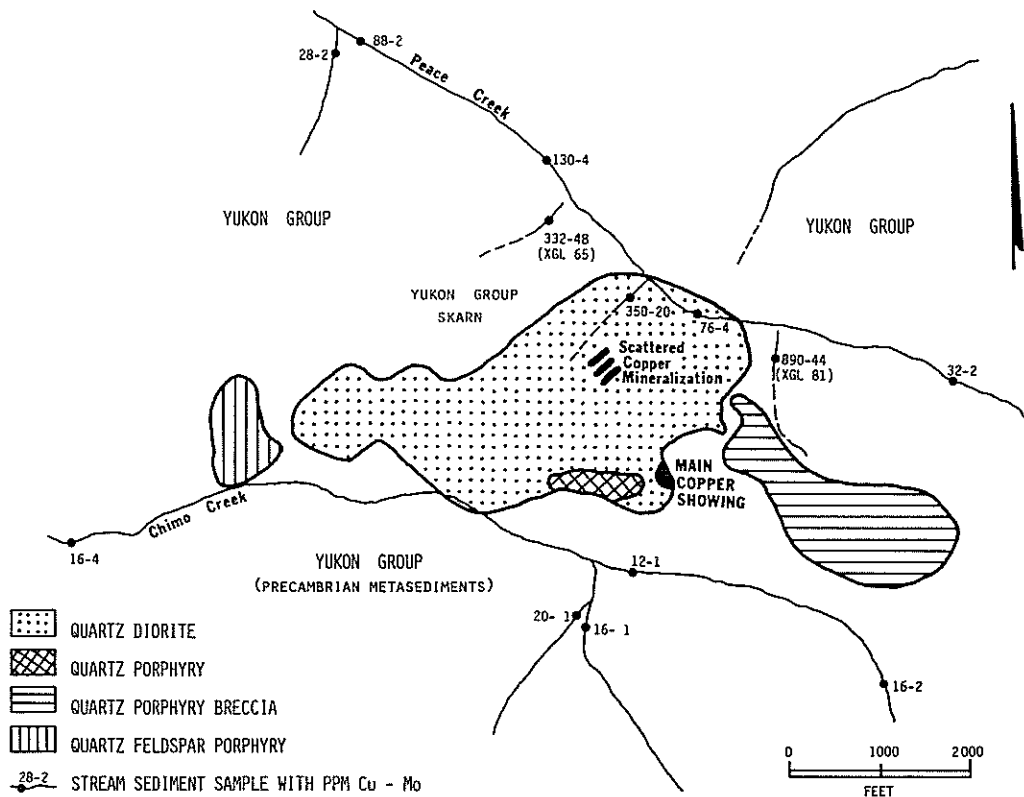 88-2
28-2
Peace Creek
130-4
YUKON GROUP
YUKON GROUP
332-48
(XGL 65)
YUKON GROUP
SKARN
350-20
76-4
Scattered
Copper
Mineralization
890-44
(XGL 81)
32-2
MAIN
COPPER
SHOWING
Chimo Creek
16-4
YUKON GROUP
(PRECAMBRIAN METASEDIMENTS)
12-1
20- 1
16- 1
16-2
QUARTZ DIORITE
QUARTZ PORPHYRY
QUARTZ PORPHYRY BRECCIA
QUARTZ FELDSPAR PORPHYRY
28-2 STREAM SEDIMENT SAMPLE WITH PPM Cu - Mo
0 1000 2000
FEET